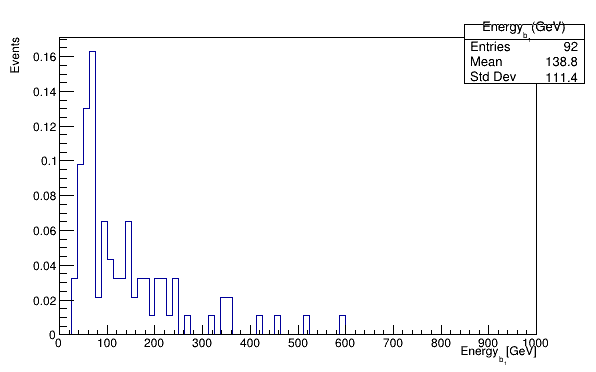 Energy_b₁(GeV)
Entries 92
Mean 138.8
Std Dev 111.4
Events
0.16
0.14
0.12
0.1
0.08
0.06
0.04
0.02
0
0 100 200 300 400 500 600 700 800 900 1000
Energy_b₁[GeV]